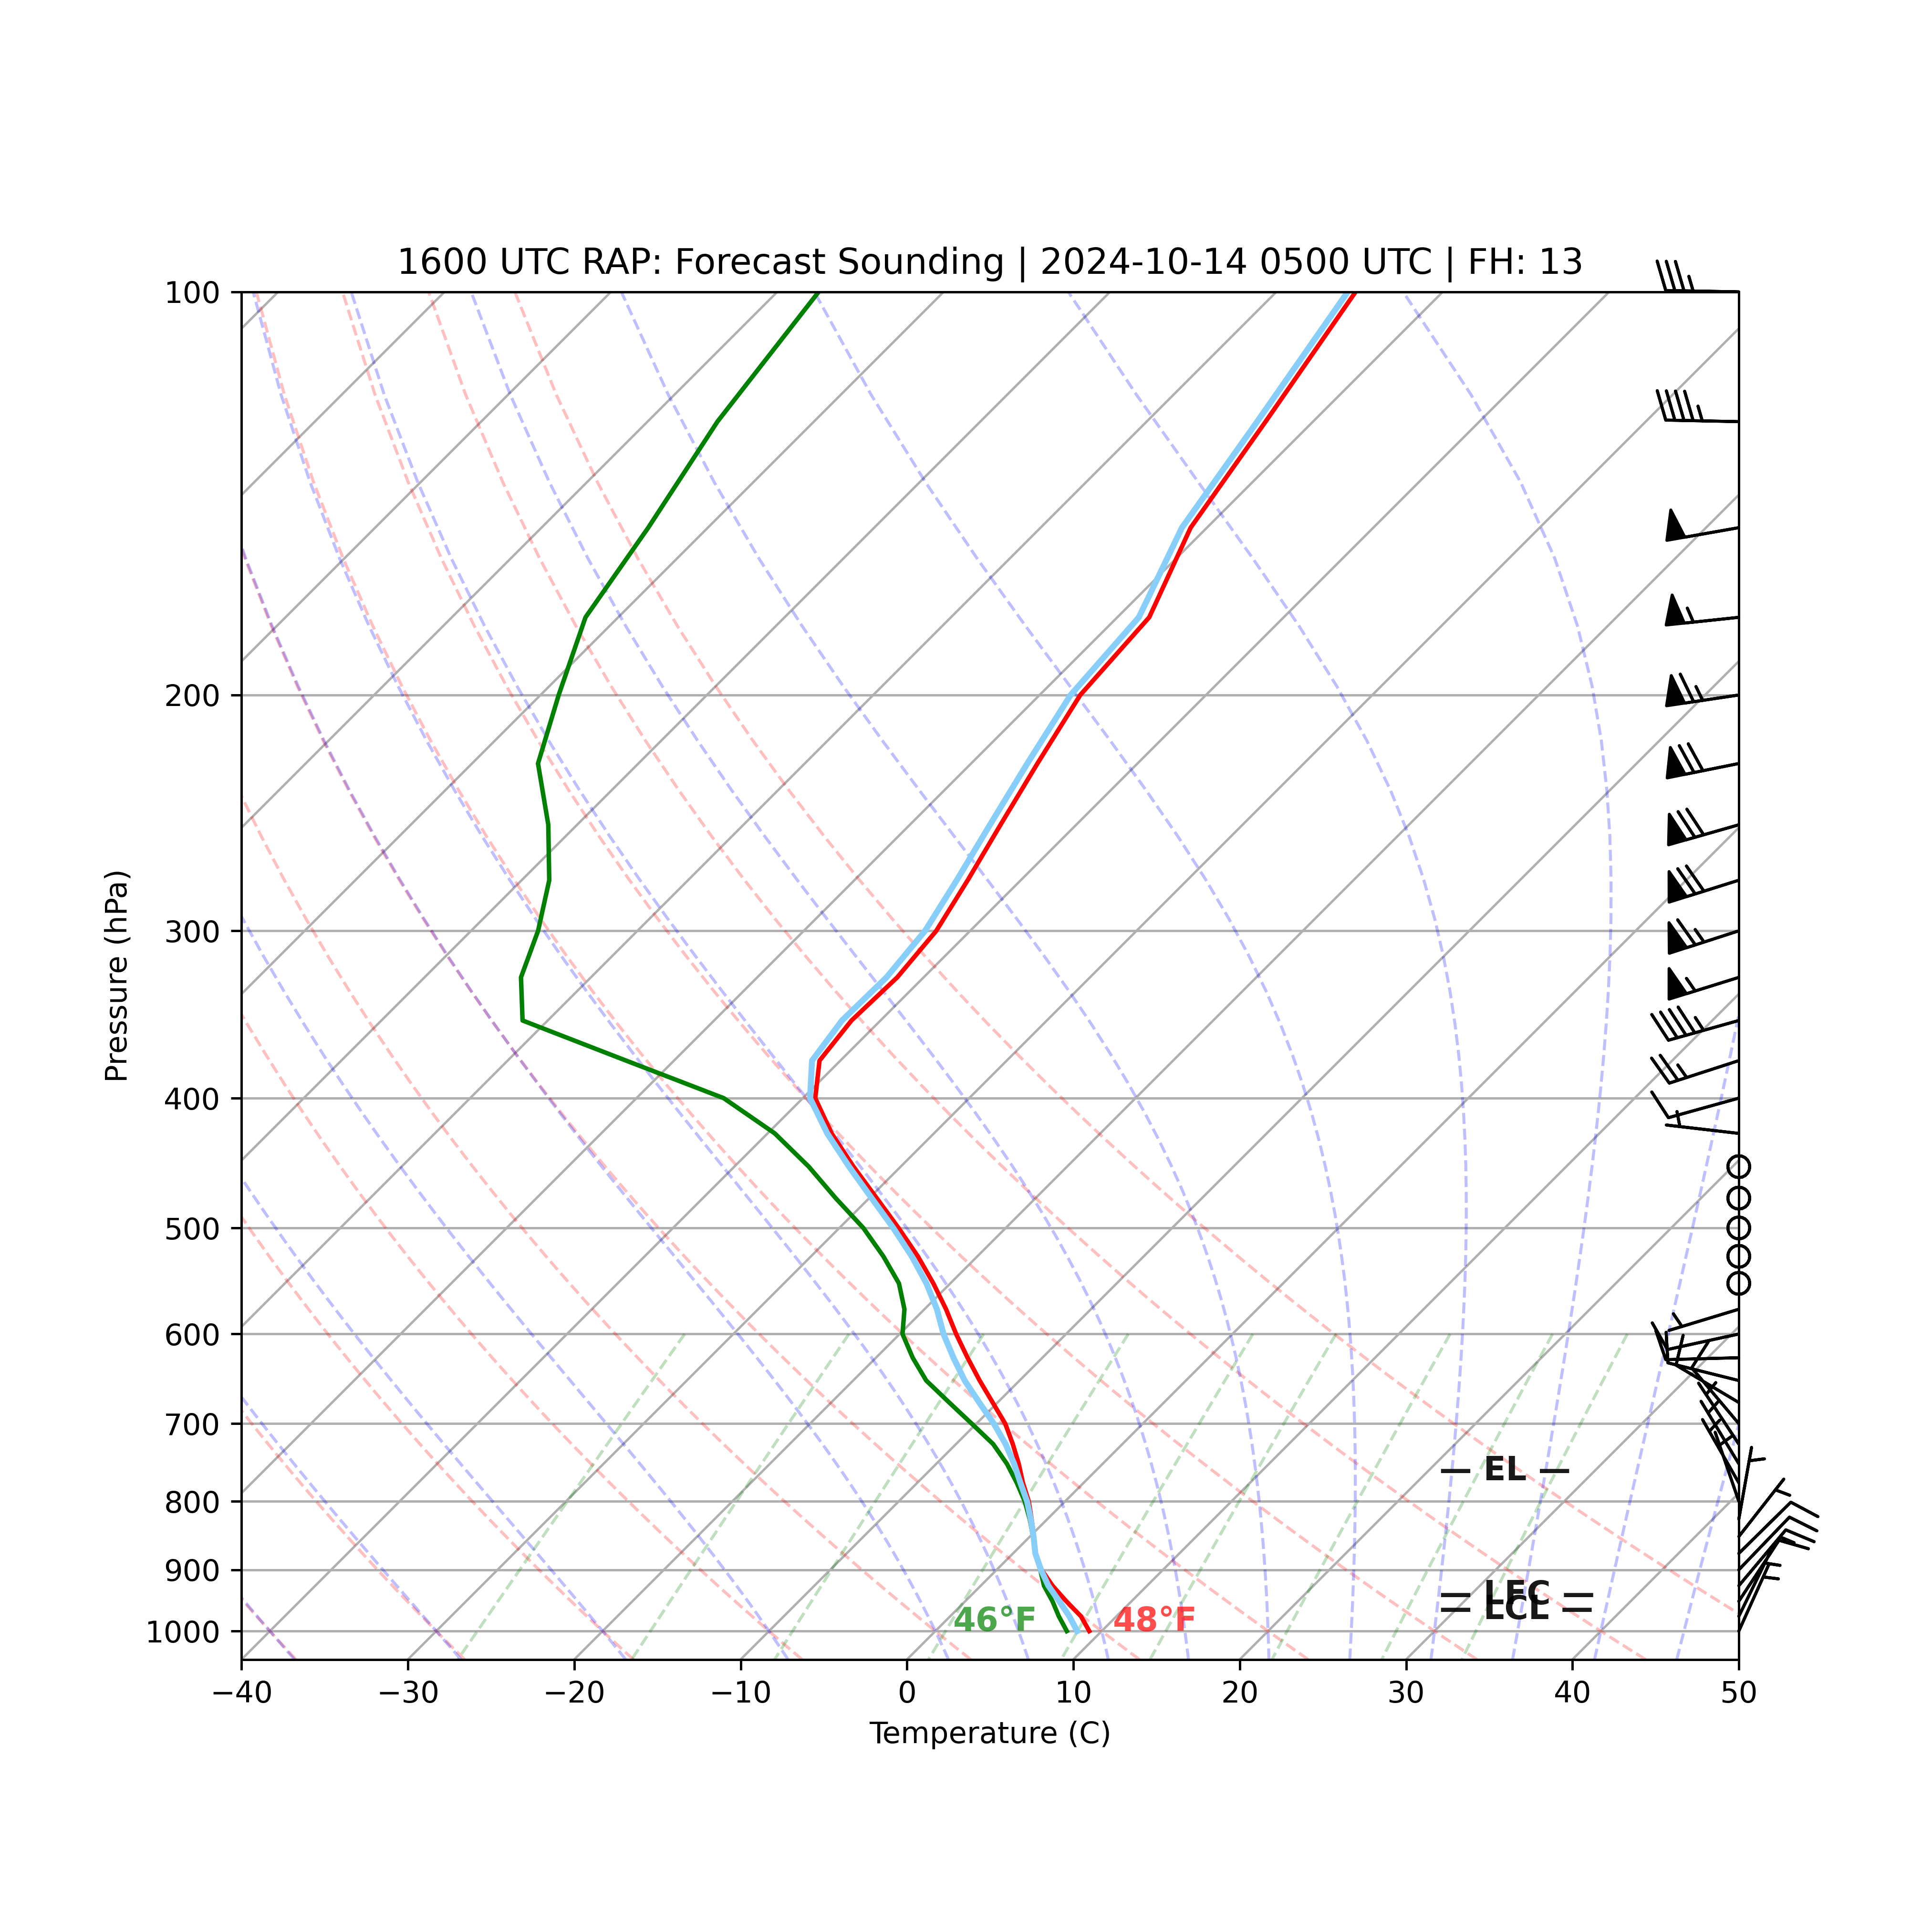 1600 UTC RAP: Forecast Sounding | 2024-10-14 0500 UTC | FH: 13
100
200
300
400
500
600
700
800
900
1000
Pressure (hPa)
— EL —
— LFC —
— LCL —
46°F 48°F
−40 −30 −20 −10 0 10 20 30 40 50
Temperature (C)